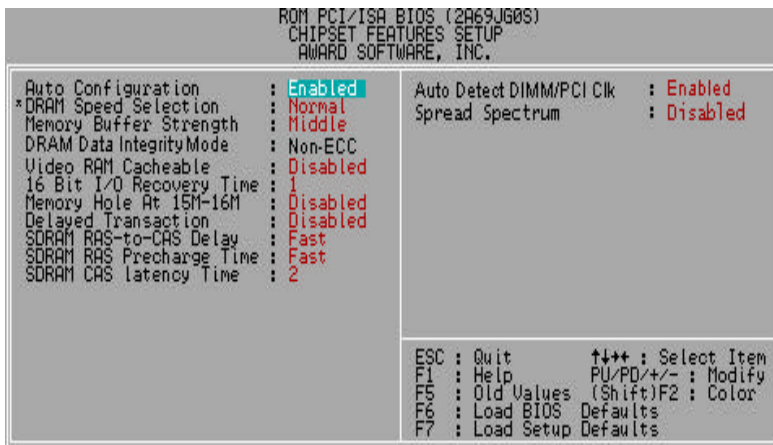 ROM PCI/ISA BIOS (2A69JG0S)
CHIPSET FEATURES SETUP
AWARD SOFTWARE, INC.
Auto Configuration : Enabled
*DRAM Speed Selection : Normal
Memory Buffer Strength : Middle
DRAM Data Integrity Mode : Non-ECC
Video RAM Cacheable : Disabled
16 Bit I/O Recovery Time : 1
Memory Hole At 15M-16M : Disabled
Delayed Transaction : Disabled
SDRAM RAS-to-CAS Delay : Fast
SDRAM RAS Precharge Time : Fast
SDRAM CAS latency Time : 2
Auto Detect DIMM/PCI Clk : Enabled
Spread Spectrum : Disabled
ESC : Quit ↑↓→← : Select Item
F1 : Help PU/PD/+/- : Modify
F5 : Old Values (Shift)F2 : Color
F6 : Load BIOS Defaults
F7 : Load Setup Defaults